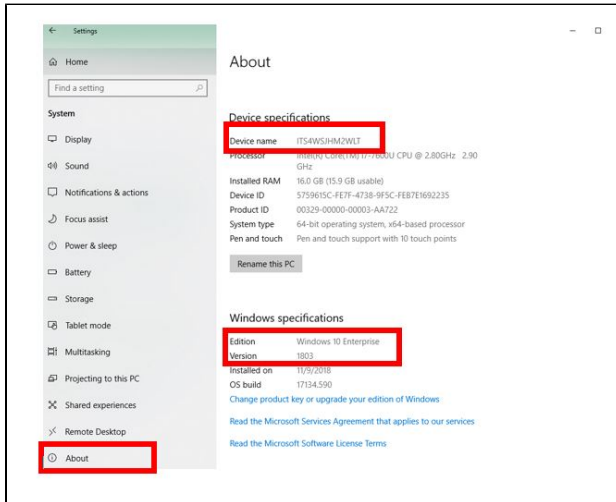 Settings
Home
Find a setting
System
Display
Sound
Notifications & actions
Focus assist
Power & sleep
Battery
Storage
Tablet mode
Multitasking
Projecting to this PC
Shared experiences
Remote Desktop
About
About
Device specifications
Device name ITS4WSJHM2WLT
Processor Intel(R) Core(TM) i7-7600U CPU @ 2.80GHz 2.90
GHz
Installed RAM 16.0 GB (15.9 GB usable)
Device ID 5759615C-FE7F-4738-9F5C-FEB7E1692235
Product ID 00329-00000-00003-AA722
System type 64-bit operating system, x64-based processor
Pen and touch Pen and touch support with 10 touch points
Rename this PC
Windows specifications
Edition Windows 10 Enterprise
Version 1803
Installed on 11/9/2018
OS build 17134.590
Change product key or upgrade your edition of Windows
Read the Microsoft Services Agreement that applies to our services
Read the Microsoft Software License Terms